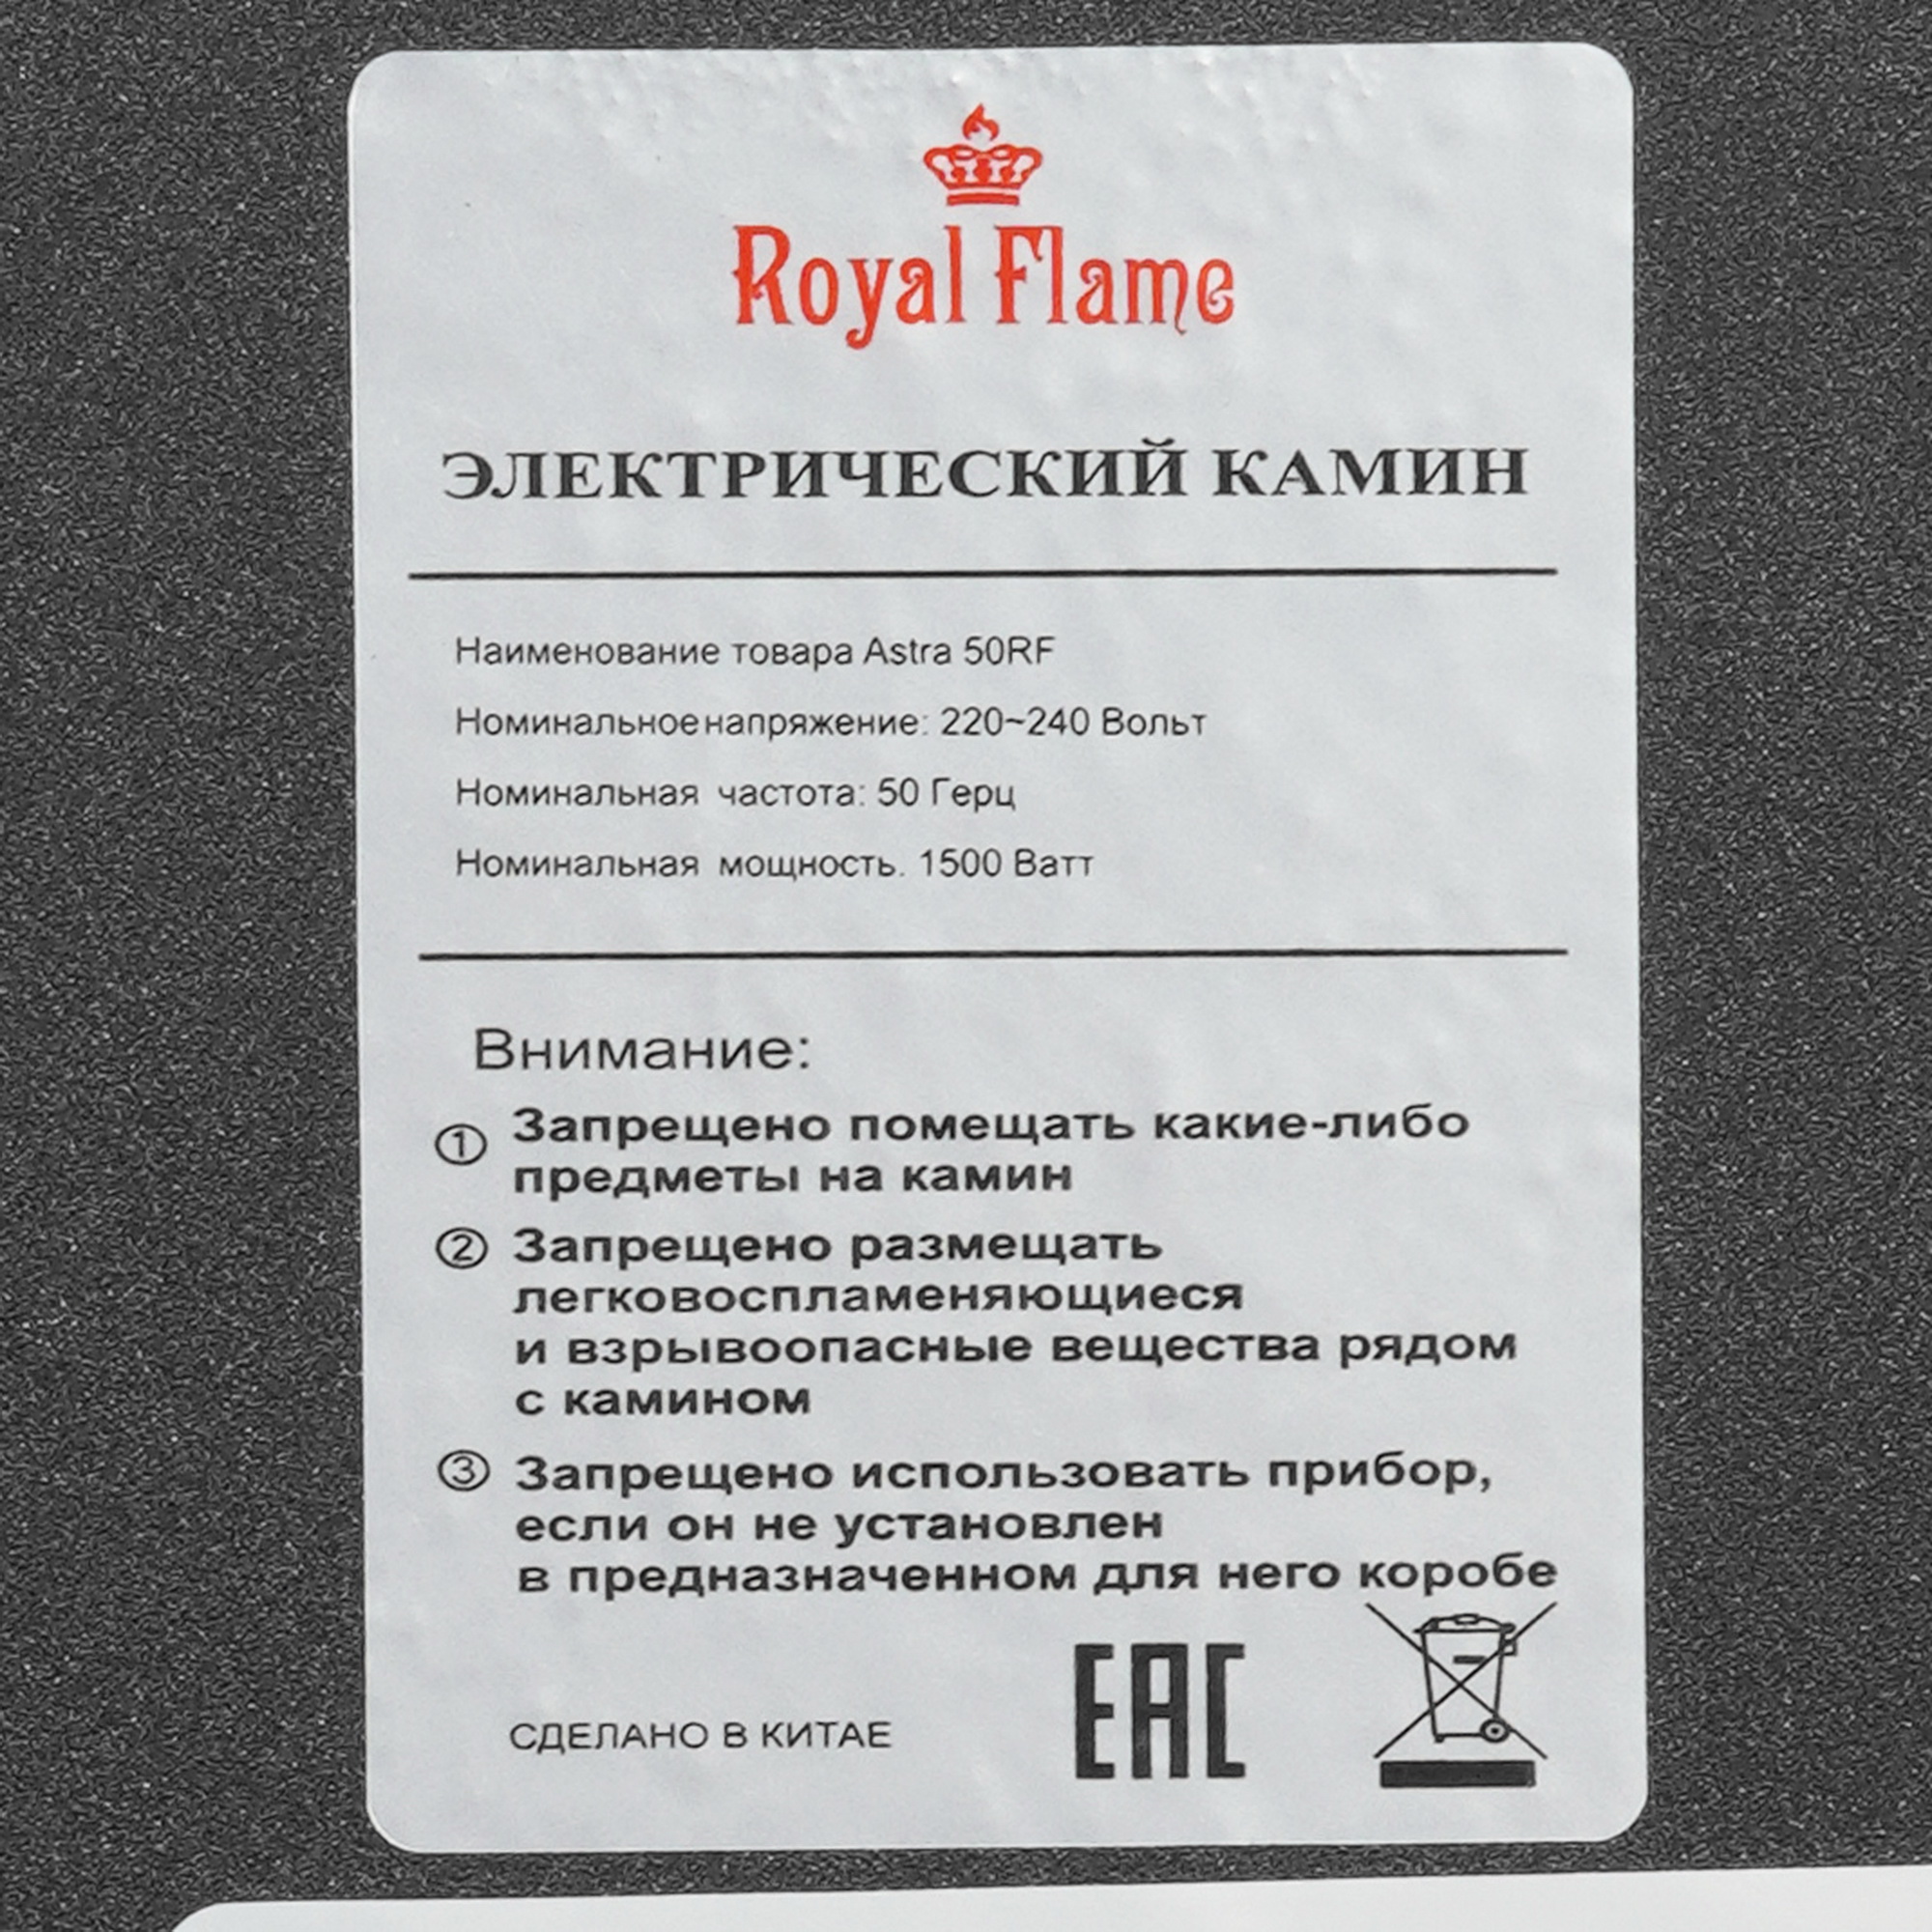 Royal Flame
ЭЛЕКТРИЧЕСКИЙ КАМИН
Наименование товара Astra 50RF
Номинальное напряжение: 220~240 Вольт
Номинальная частота: 50 Герц
Номинальная мощность. 1500 Ватт
Внимание:
① Запрещено помещать какие-либо
предметы на камин
② Запрещено размещать
легковоспламеняющиеся
и взрывоопасные вещества рядом
с камином
③ Запрещено использовать прибор,
если он не установлен
в предназначенном для него коробе
СДЕЛАНО В КИТАЕ
EAC